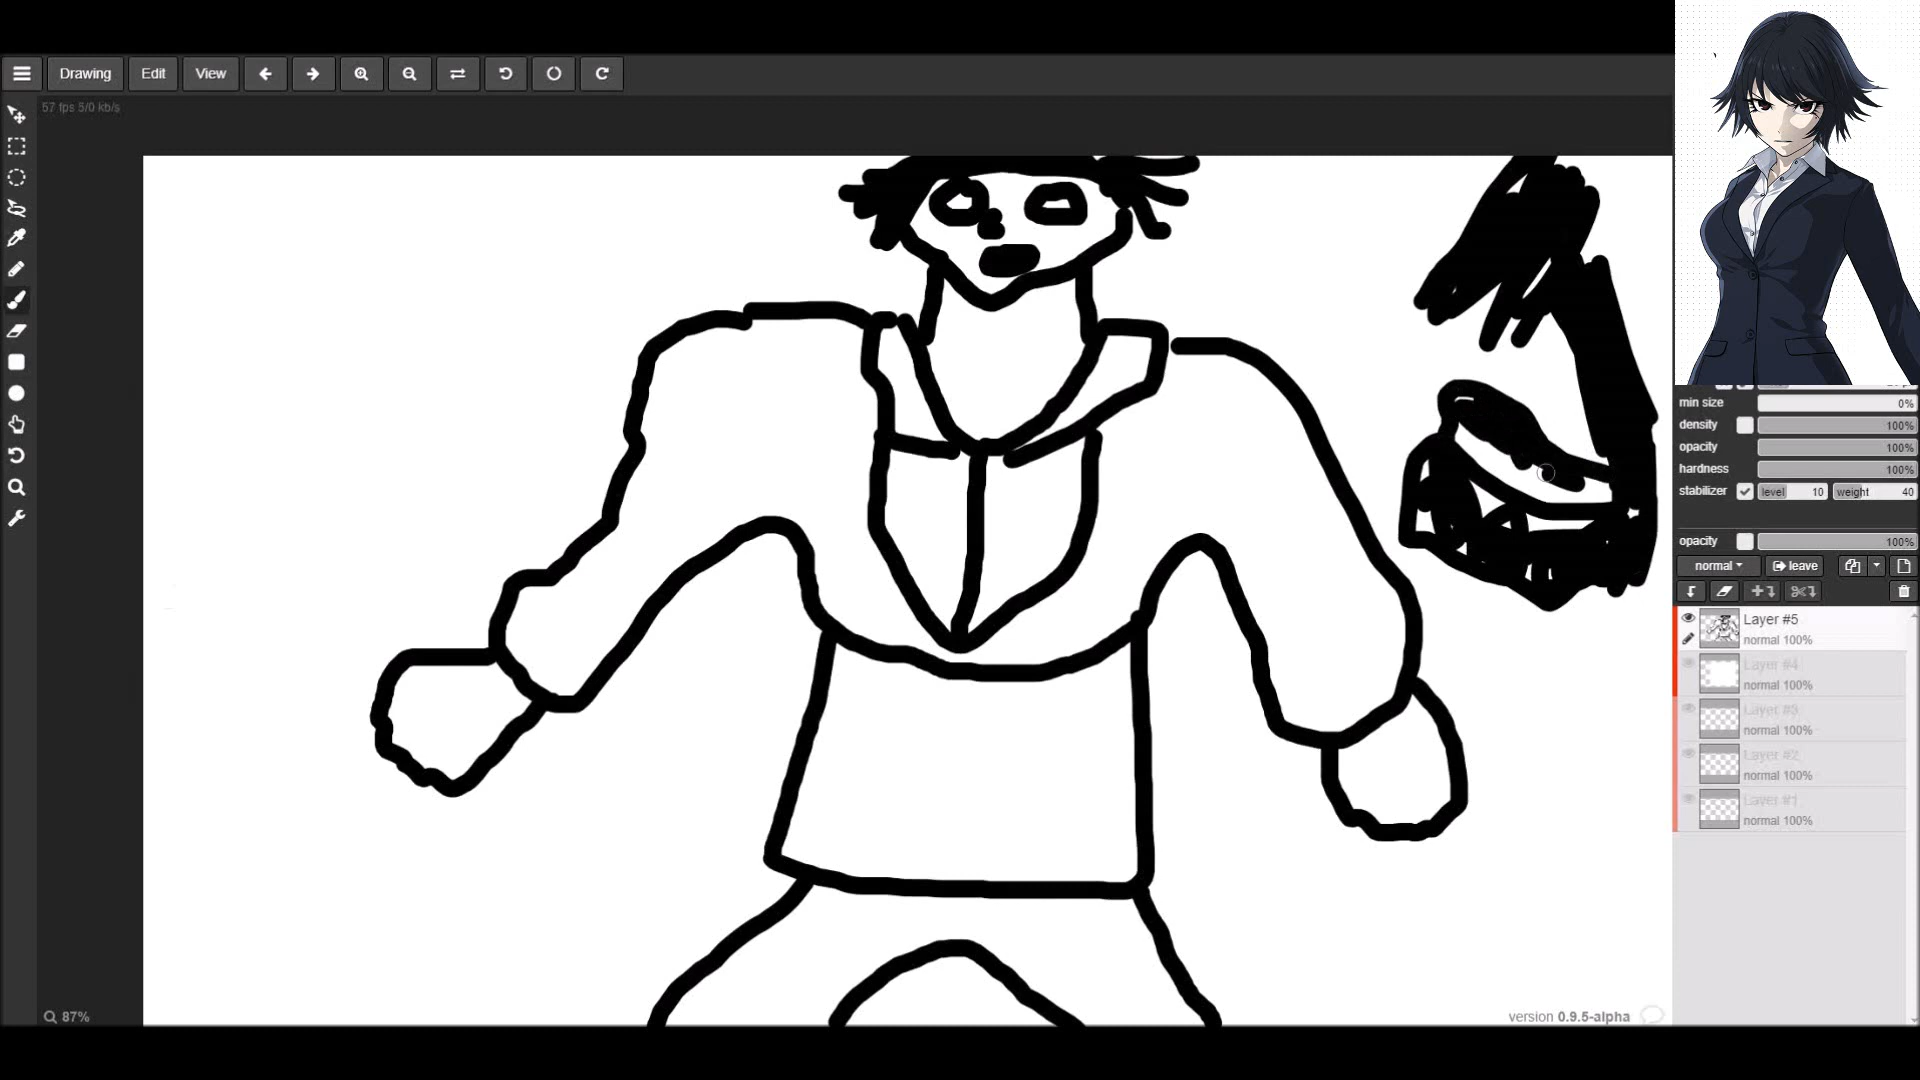 Drawing Edit View
57 fps 5/0 kb/s
min size 0%
density 100%
opacity 100%
hardness 100%
stabilizer level 10 weight 40
opacity 100%
normal leave
Layer #5
normal 100%
Layer #4
normal 100%
Layer #3
normal 100%
Layer #2
normal 100%
Layer #1
normal 100%
87%
version 0.9.5-alpha